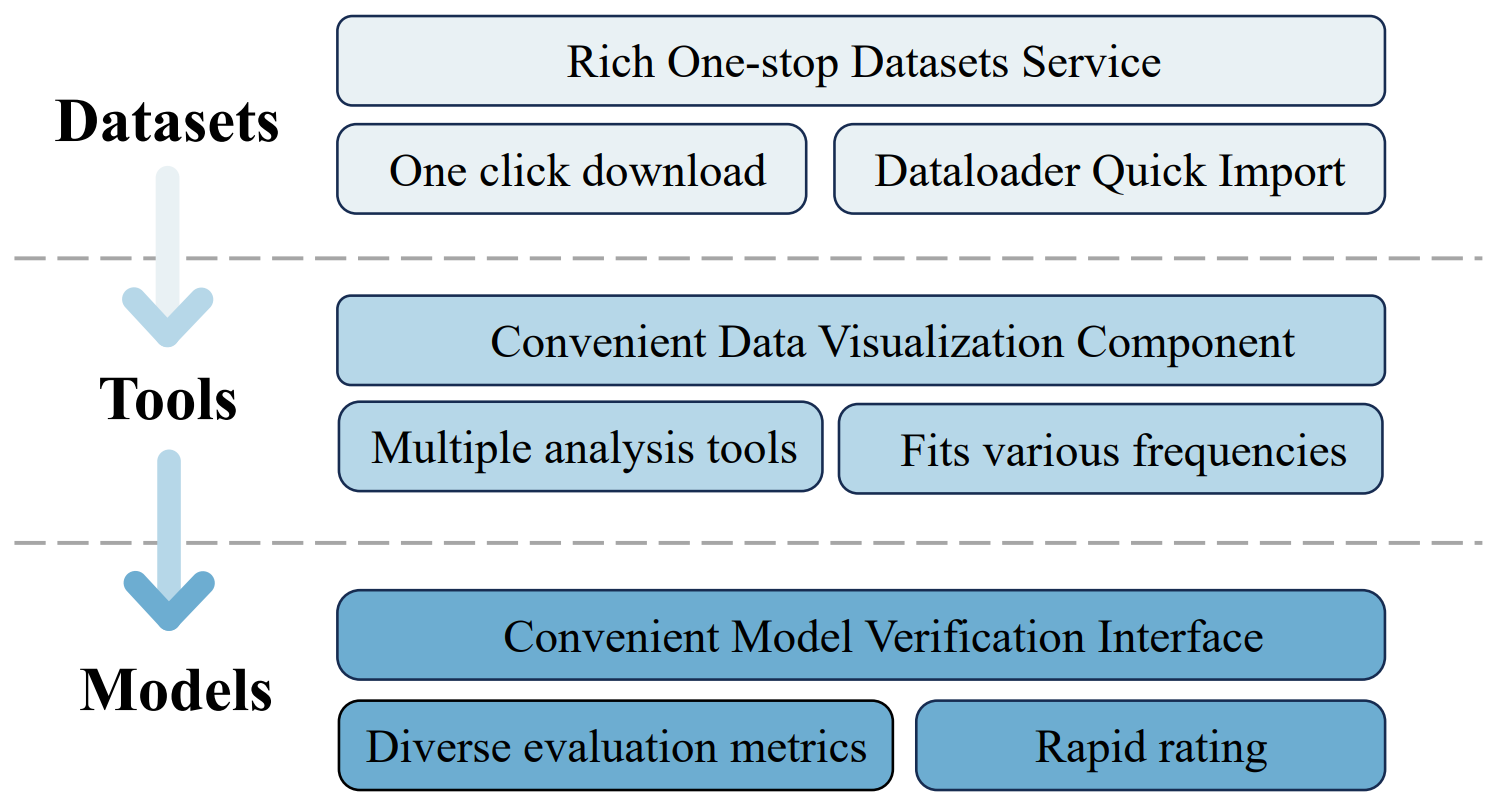 Datasets
Rich One-stop Datasets Service
One click download
Dataloader Quick Import
Tools
Convenient Data Visualization Component
Multiple analysis tools
Fits various frequencies
Models
Convenient Model Verification Interface
Diverse evaluation metrics
Rapid rating